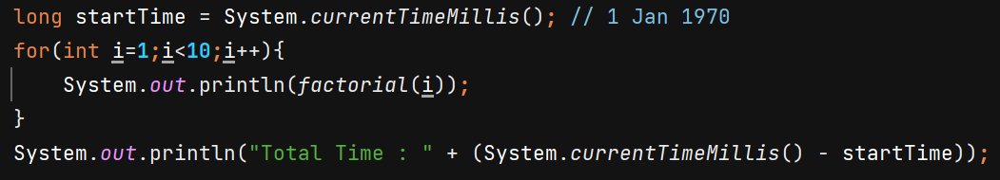 long startTime = System.currentTimeMillis(); // 1 Jan 1970
for(int i=1;i<10;i++){
    System.out.println(factorial(i));
}
System.out.println("Total Time : " + (System.currentTimeMillis() - startTime));